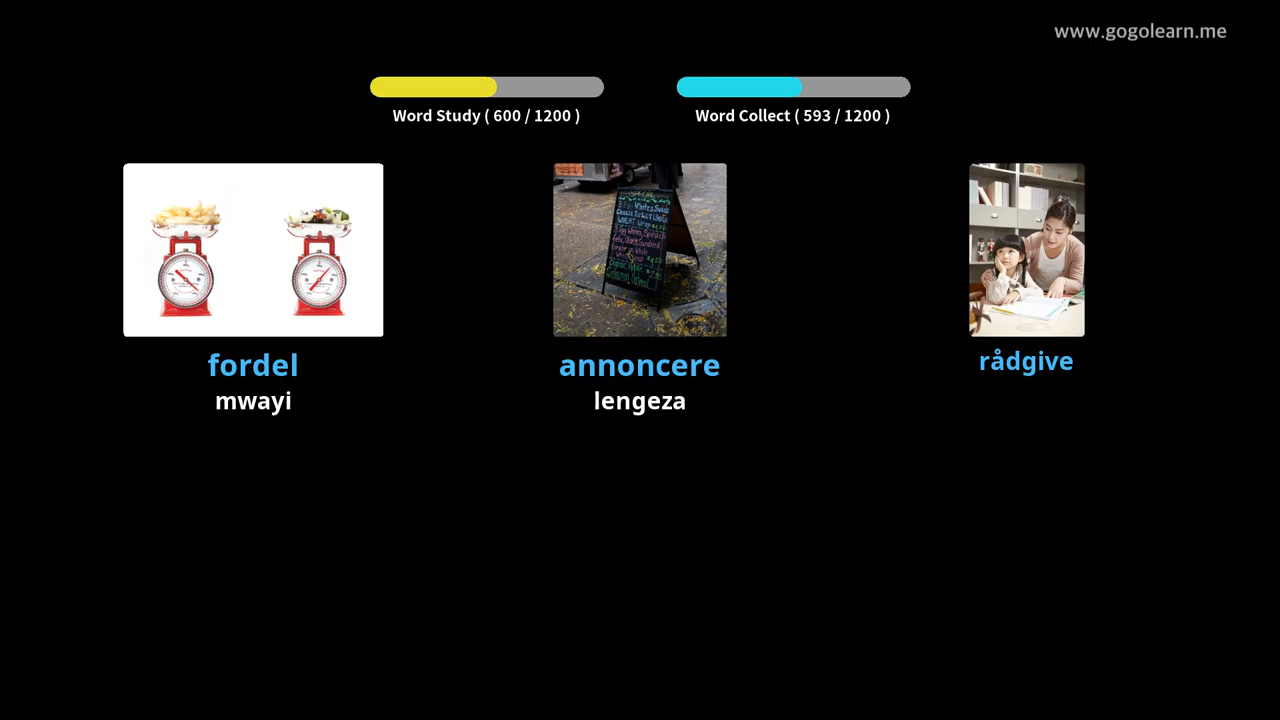 www.gogolearn.me
Word Study ( 600 / 1200 )
Word Collect ( 593 / 1200 )
fordel
mwayi
annoncere
lengeza
rådgive